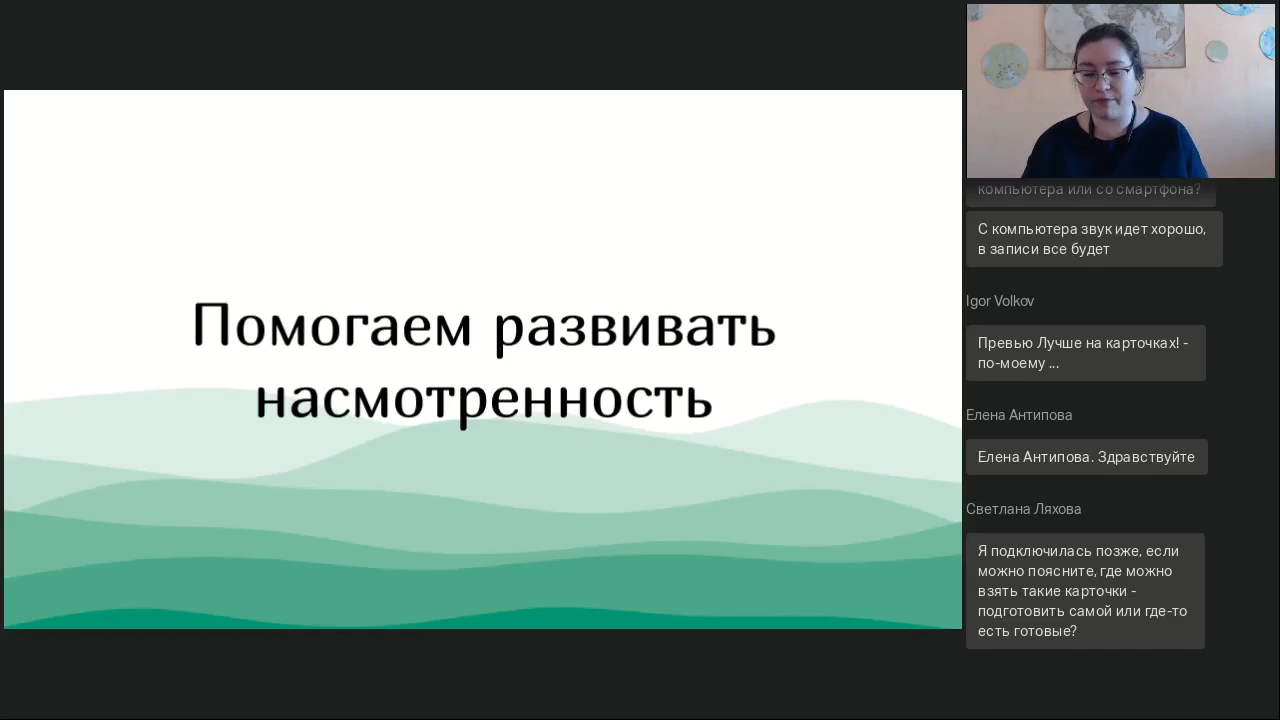 Помогаем развивать
насмотренность
компьютера или со смартфона?
С компьютера звук идет хорошо,
в записи все будет
Igor Volkov
Превью Лучше на карточках! -
по-моему ...
Елена Антипова
Елена Антипова. Здравствуйте
Светлана Ляхова
Я подключилась позже, если
можно поясните, где можно
взять такие карточки -
подготовить самой или где-то
есть готовые?